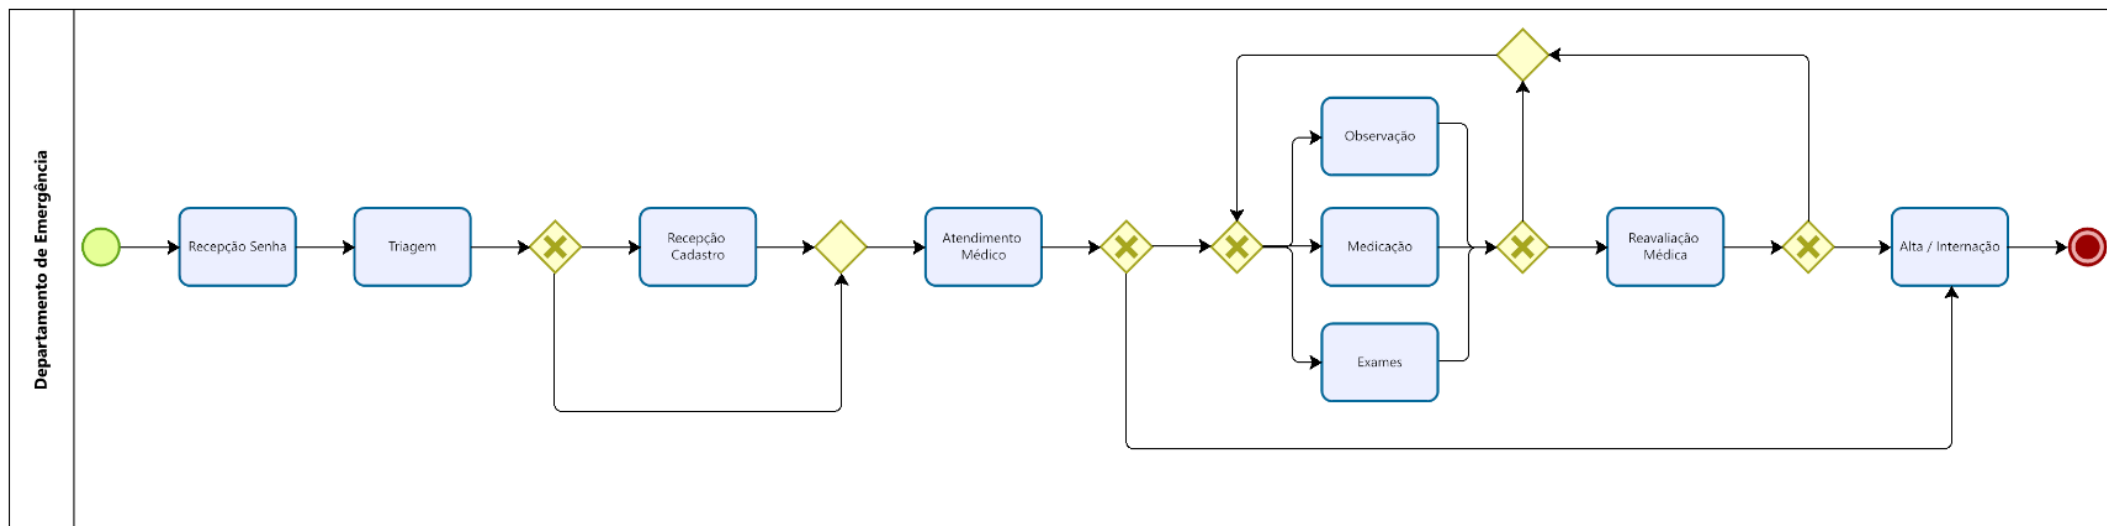 Departamento de Emergência
Recepção Senha
Triagem
Recepção
Cadastro
Atendimento
Médico
Observação
Medicação
Exames
Reavaliação
Médica
Alta / Internação